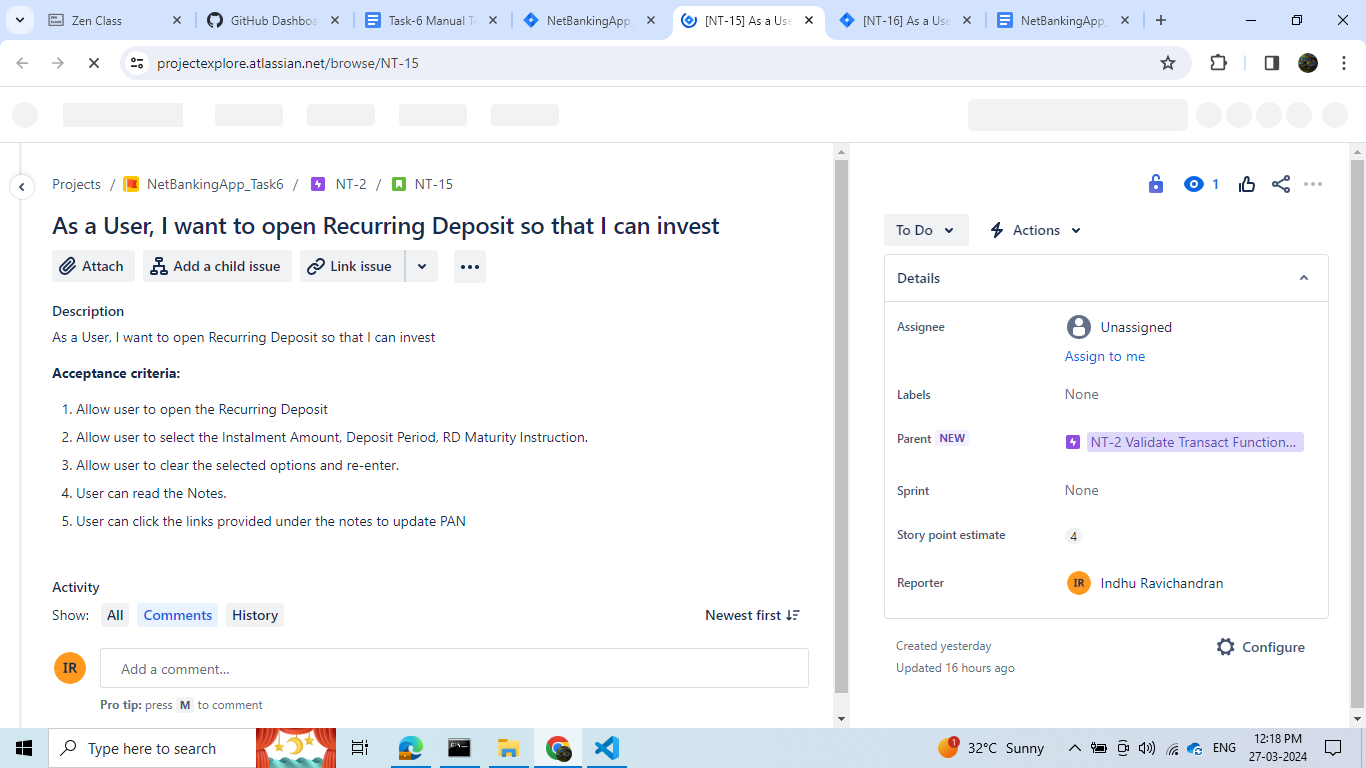 Zen Class
GitHub Dashboa
Task-6 Manual T
NetBankingApp_
[NT-15] As a Use
[NT-16] As a Use
NetBankingApp_
projectexplore.atlassian.net/browse/NT-15
Projects / NetBankingApp_Task6 / NT-2 / NT-15
1
As a User, I want to open Recurring Deposit so that I can invest
To Do
Actions
Attach
Add a child issue
Link issue
Details
Description
As a User, I want to open Recurring Deposit so that I can invest
Acceptance criteria:
1. Allow user to open the Recurring Deposit
2. Allow user to select the Instalment Amount, Deposit Period, RD Maturity Instruction.
3. Allow user to clear the selected options and re-enter.
4. User can read the Notes.
5. User can click the links provided under the notes to update PAN
Assignee
Unassigned
Assign to me
Labels
None
Parent NEW
NT-2 Validate Transact Function...
Sprint
None
Story point estimate
4
Reporter
IR Indhu Ravichandran
Activity
Show: All Comments History
Newest first
IR
Add a comment...
Pro tip: press M to comment
Created yesterday
Updated 16 hours ago
Configure
Type here to search
1
32°C Sunny
ENG
12:18 PM
27-03-2024